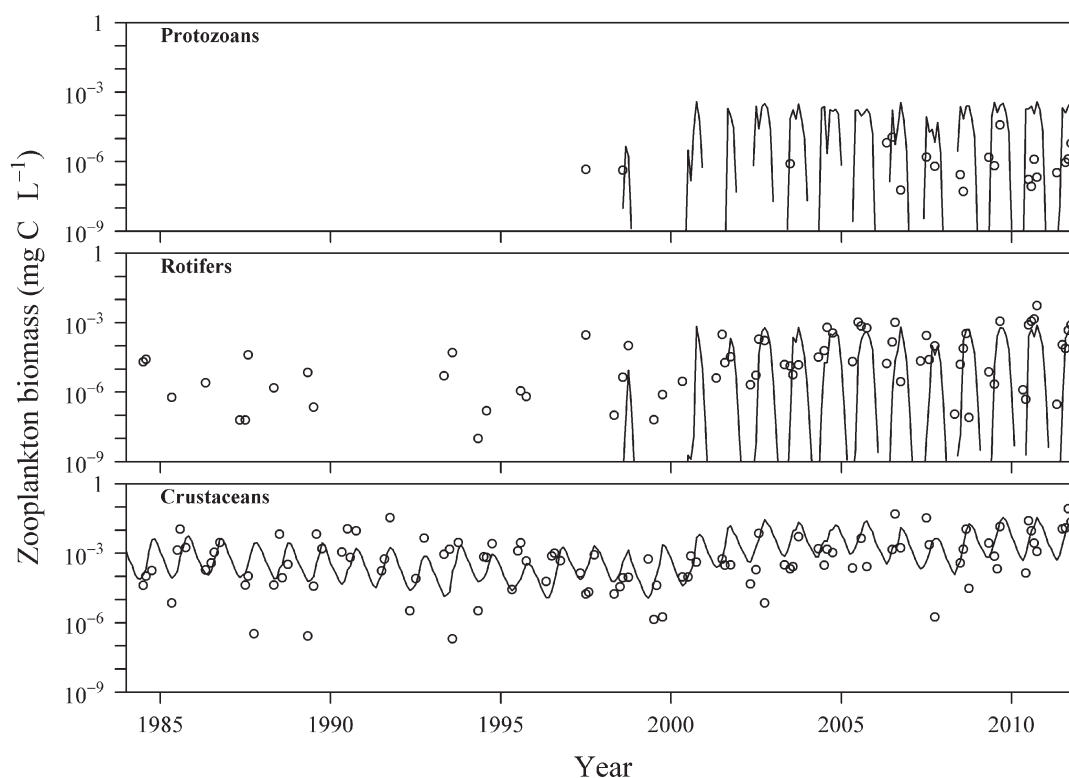 Zooplankton biomass (mg C L⁻¹)
Protozoans
1
10⁻³
10⁻⁶
10⁻⁹
Rotifers
1
10⁻³
10⁻⁶
10⁻⁹
Crustaceans
1
10⁻³
10⁻⁶
10⁻⁹
1985 1990 1995 2000 2005 2010
Year